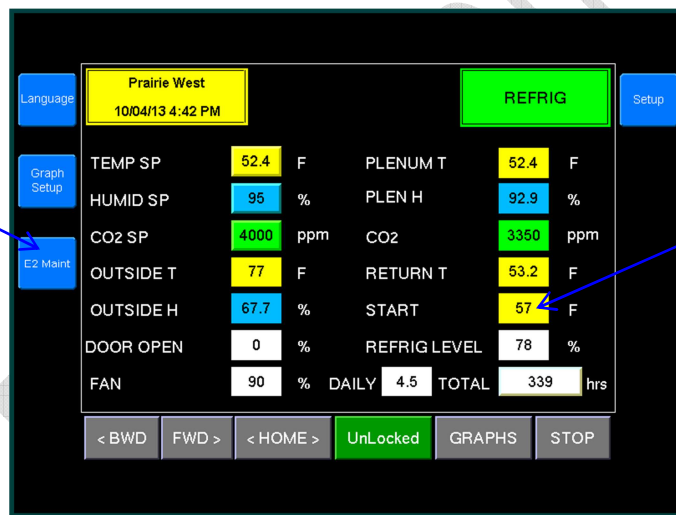 Prairie West
10/04/13 4:42 PM
REFRIG
Language
Setup
Graph
Setup
E2 Maint
TEMP SP 52.4 F PLENUM T 52.4 F
HUMID SP 95 % PLEN H 92.9 %
CO2 SP 4000 ppm CO2 3350 ppm
OUTSIDE T 77 F RETURN T 53.2 F
OUTSIDE H 67.7 % START 57 F
DOOR OPEN 0 % REFRIG LEVEL 78 %
FAN 90 % DAILY 4.5 TOTAL 339 hrs
< BWD FWD > < HOME > UnLocked GRAPHS STOP